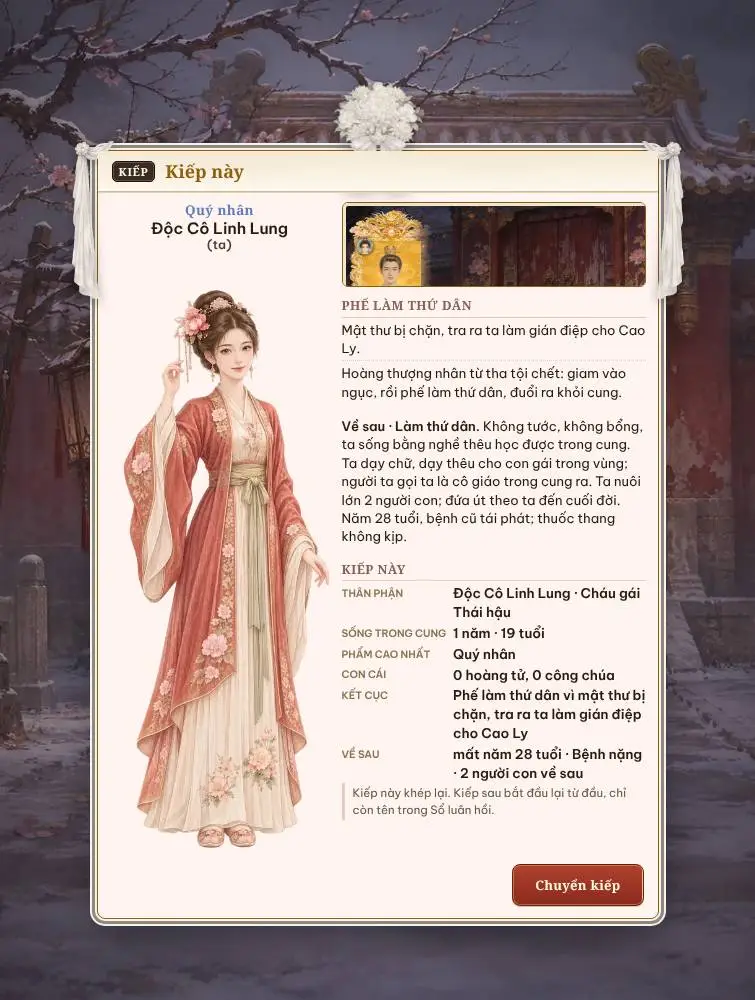 KIẾP Kiếp này
Quý nhân
Độc Cô Linh Lung
(ta)
PHẾ LÀM THỨ DÂN
Mật thư bị chặn, tra ra ta làm gián điệp cho Cao
Ly.
Hoàng thượng nhân từ tha tội chết: giam vào
ngục, rồi phế làm thứ dân, đuổi ra khỏi cung.
Về sau · Làm thứ dân. Không tước, không bổng,
ta sống bằng nghề thêu học được trong cung.
Ta dạy chữ, dạy thêu cho con gái trong vùng;
người ta gọi ta là cô giáo trong cung ra. Ta nuôi
lớn 2 người con; đứa út theo ta đến cuối đời.
Năm 28 tuổi, bệnh cũ tái phát; thuốc thang
không kịp.
KIẾP NÀY
THÂN PHẬN Độc Cô Linh Lung · Cháu gái
Thái hậu
SỐNG TRONG CUNG 1 năm · 19 tuổi
PHẨM CAO NHẤT Quý nhân
CON CÁI 0 hoàng tử, 0 công chúa
KẾT CỤC Phế làm thứ dân vì mật thư bị
chặn, tra ra ta làm gián điệp
cho Cao Ly
VỀ SAU mất năm 28 tuổi · Bệnh nặng
· 2 người con về sau
Kiếp này khép lại. Kiếp sau bắt đầu lại từ đầu, chỉ
còn tên trong Sổ luân hồi.
Chuyển kiếp